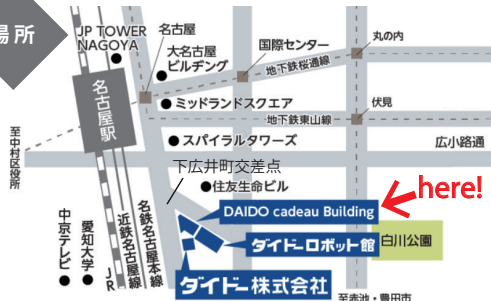 場所
JP TOWER
NAGOYA
名古屋
大名古屋
ビルヂング
国際センター
丸の内
地下鉄桜通線
名古屋駅
ミッドランドスクエア
伏見
地下鉄東山線
至中村区役所
スパイラルタワーズ
広小路通
下広井町交差点
住友生命ビル
here!
DAIDO cadeau Building
ダイドーロボット館
白川公園
ダイドー株式会社
中京テレビ
愛知大学
JR
近鉄名古屋線
名鉄名古屋本線
至赤池・豊田市